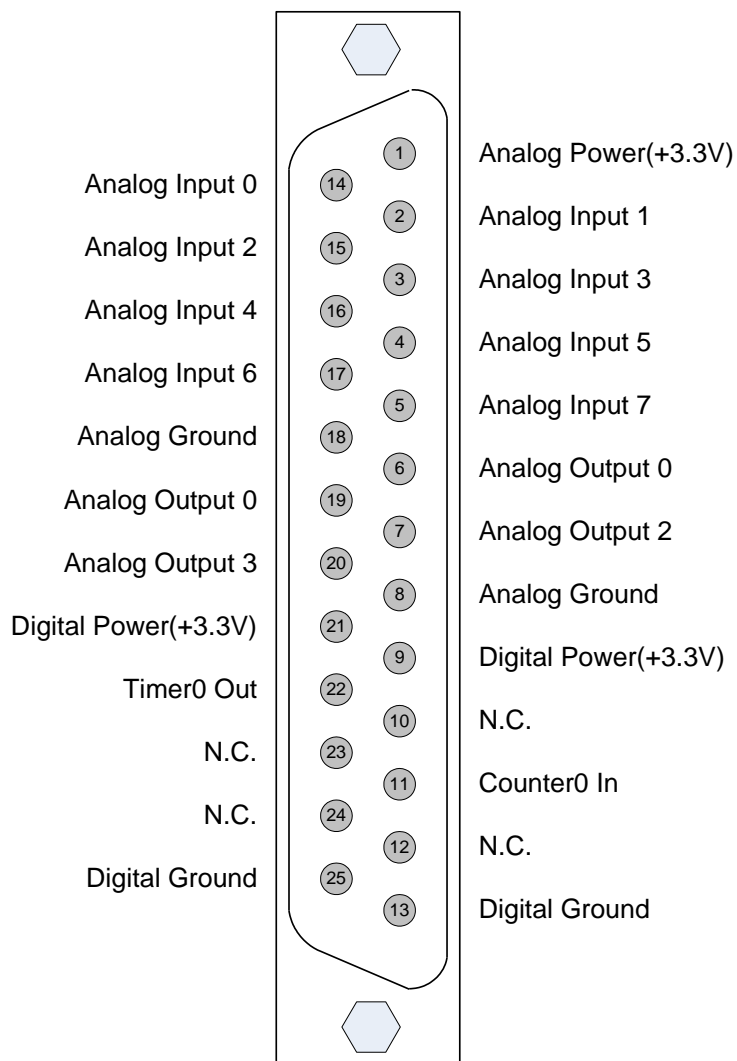 1 Analog Power(+3.3V)
Analog Input 0 14
2 Analog Input 1
Analog Input 2 15
3 Analog Input 3
Analog Input 4 16
4 Analog Input 5
Analog Input 6 17
5 Analog Input 7
Analog Ground 18
6 Analog Output 0
Analog Output 0 19
7 Analog Output 2
Analog Output 3 20
8 Analog Ground
Digital Power(+3.3V) 21
9 Digital Power(+3.3V)
Timer0 Out 22
10 N.C.
N.C. 23
11 Counter0 In
N.C. 24
12 N.C.
Digital Ground 25
13 Digital Ground